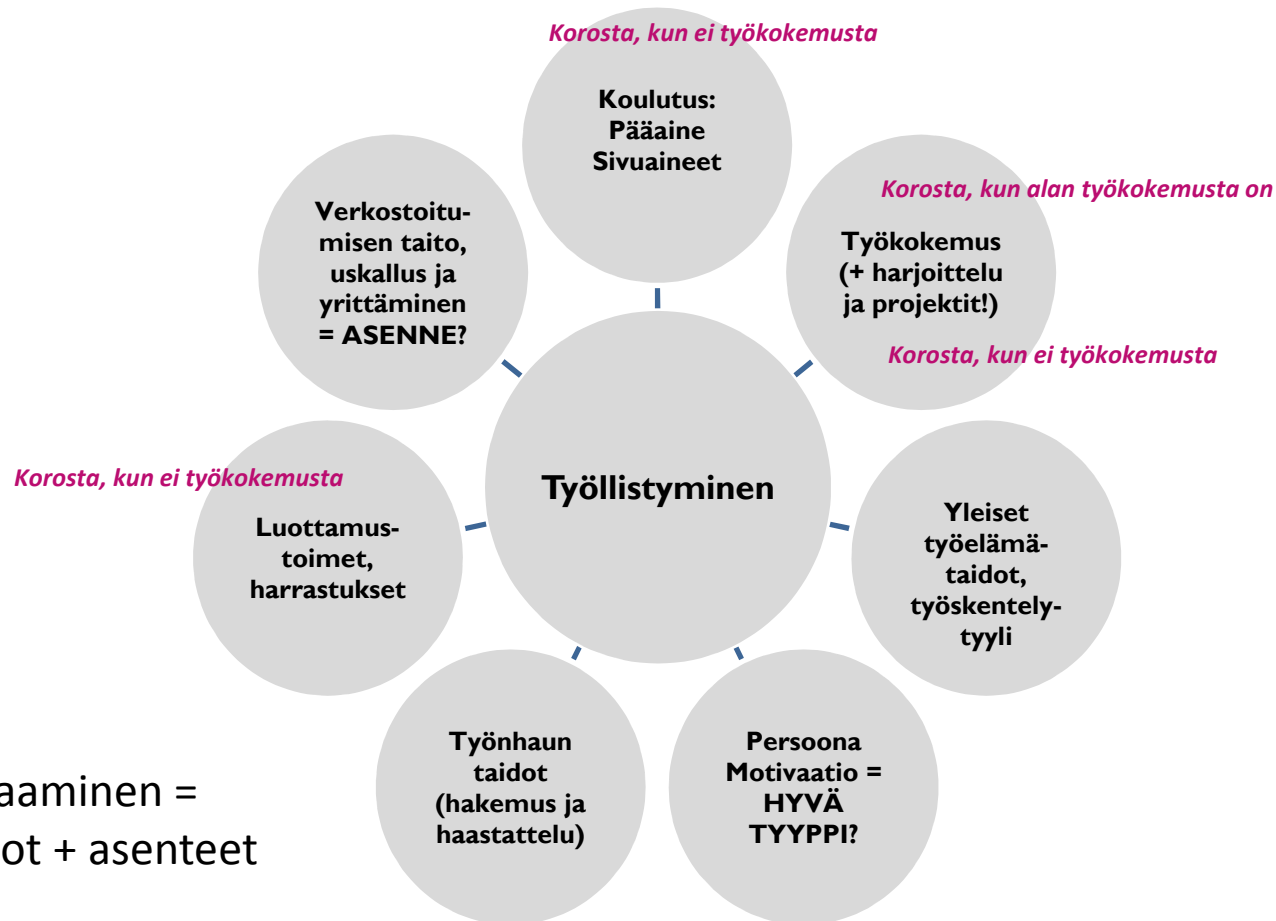 Korosta, kun ei työkokemusta
Koulutus:
Pääaine
Sivuaineet
Korosta, kun alan työkokemusta on
Työkokemus
(+ harjoittelu
ja projektit!)
Korosta, kun ei työkokemusta
Verkostoitu-
misen taito,
uskallus ja
yrittäminen
= ASENNE?
Työllistyminen
Korosta, kun ei työkokemusta
Luottamus-
toimet,
harrastukset
Yleiset
työelämä-
taidot,
työskentely-
tyyli
Työnhaun
taidot
(hakemus ja
haastattelu)
Persoona
Motivaatio =
HYVÄ
TYYPPI?
aaminen =
ot + asenteet